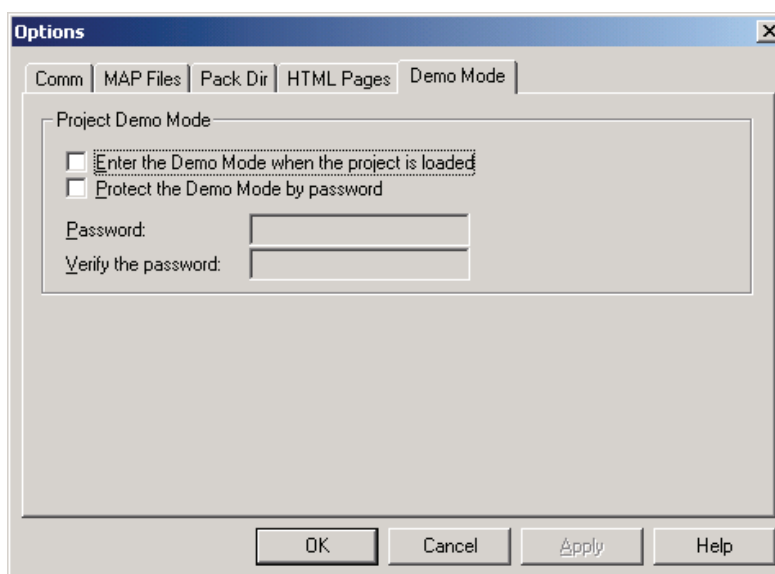 Options
Comm MAP Files Pack Dir HTML Pages Demo Mode
Project Demo Mode
Enter the Demo Mode when the project is loaded
Protect the Demo Mode by password
Password:
Verify the password:
OK Cancel Apply Help